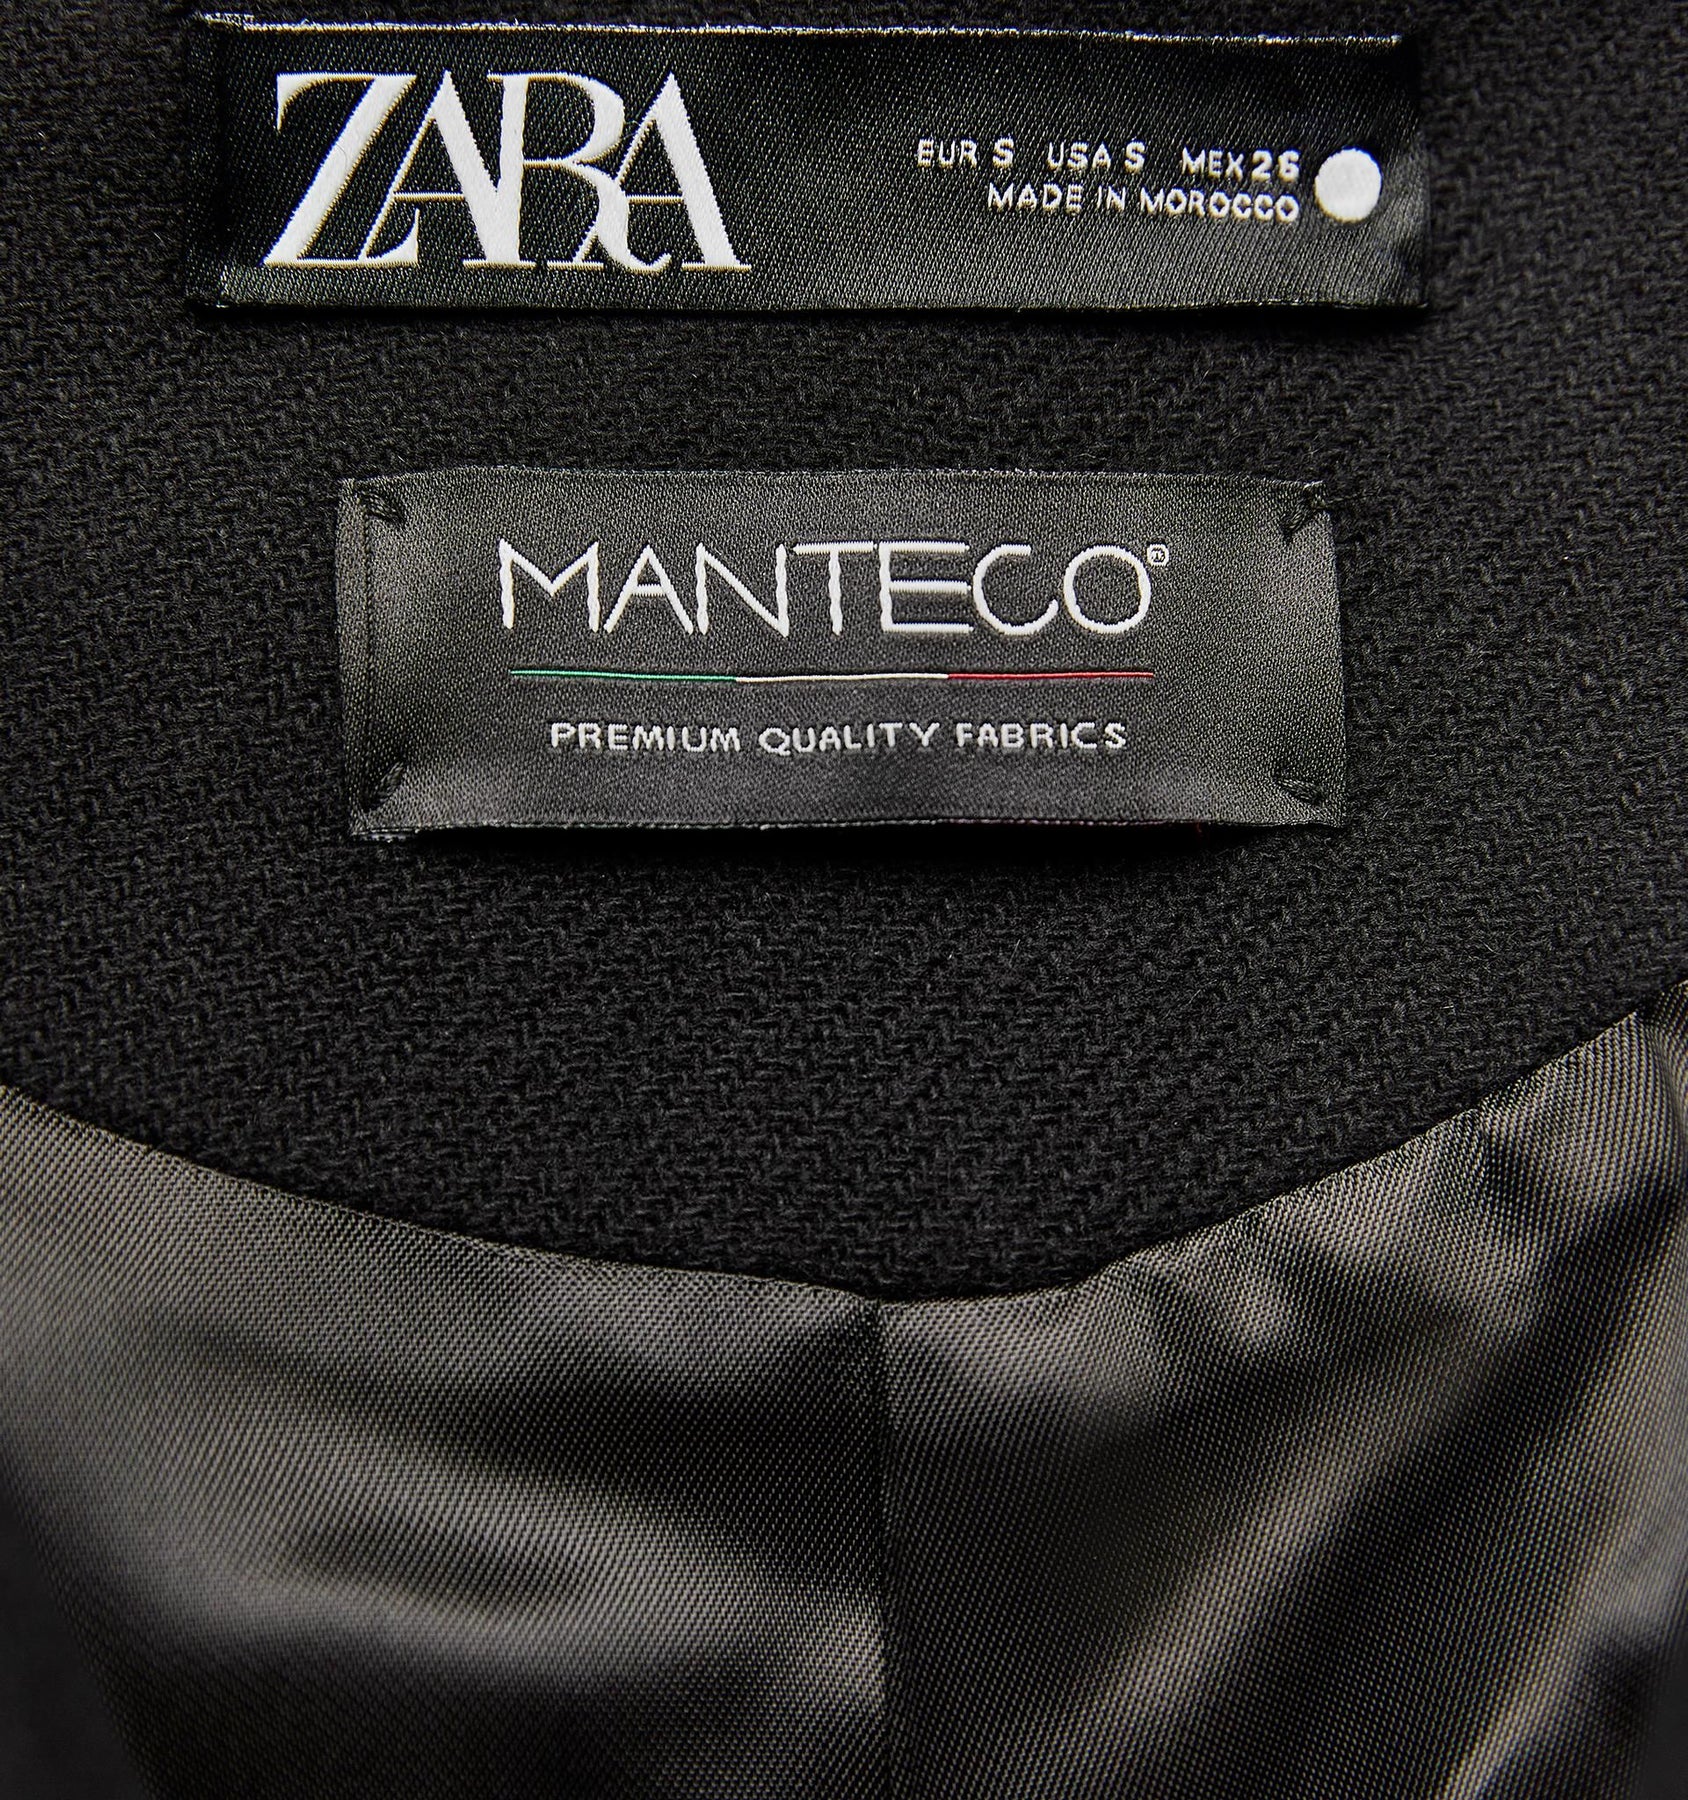 ZARA
EUR S USA S MEX 26
MADE IN MOROCCO
MANTECO®
PREMIUM QUALITY FABRICS